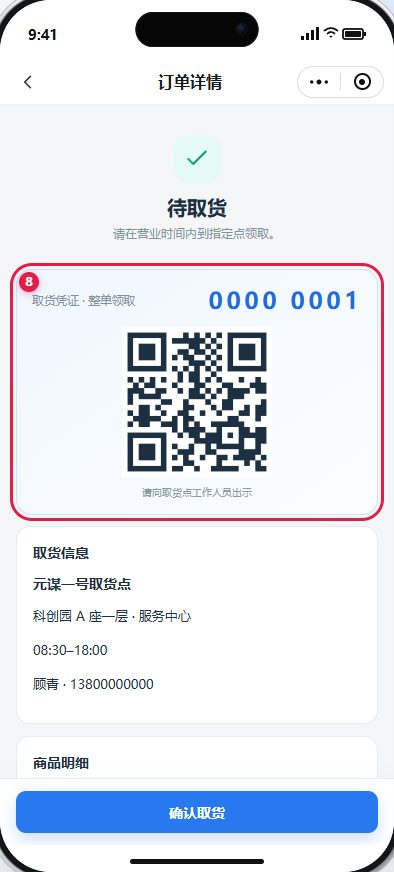 9:41
订单详情
待取货
请在营业时间内到指定点领取。
8
取货凭证 · 整单领取
0000 0001
请向取货点工作人员出示
取货信息
元谋一号取货点
科创园 A 座一层 · 服务中心
08:30–18:00
顾青 · 13800000000
商品明细
确认取货